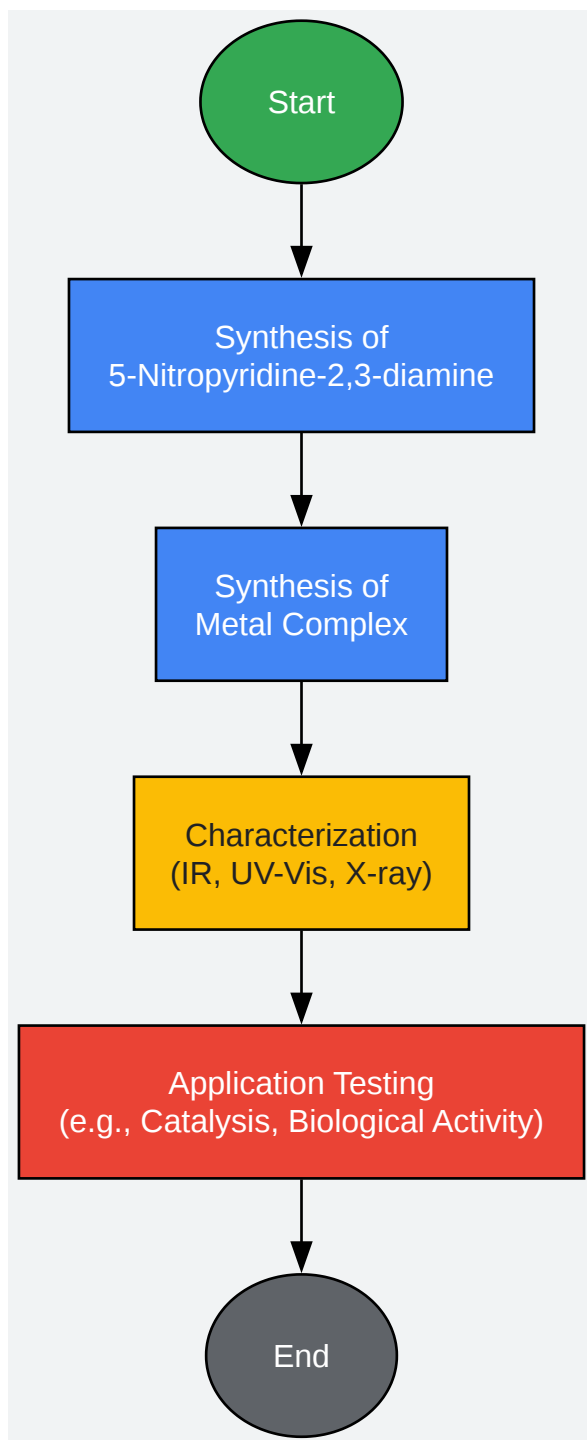 Start
Synthesis of
5-Nitropyridine-2,3-diamine
Synthesis of
Metal Complex
Characterization
(IR, UV-Vis, X-ray)
Application Testing
(e.g., Catalysis, Biological Activity)
End